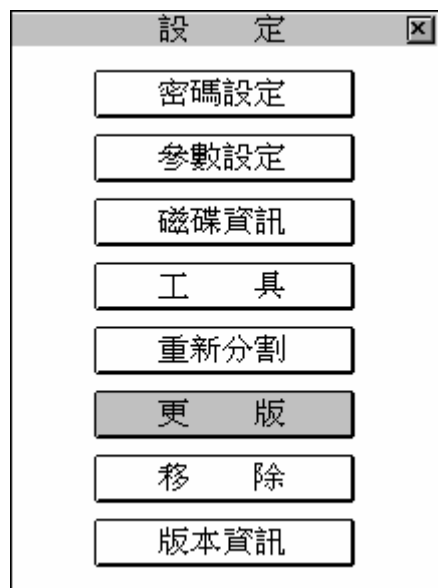 設 定
密碼設定
參數設定
磁碟資訊
工 具
重新分割
更 版
移 除
版本資訊